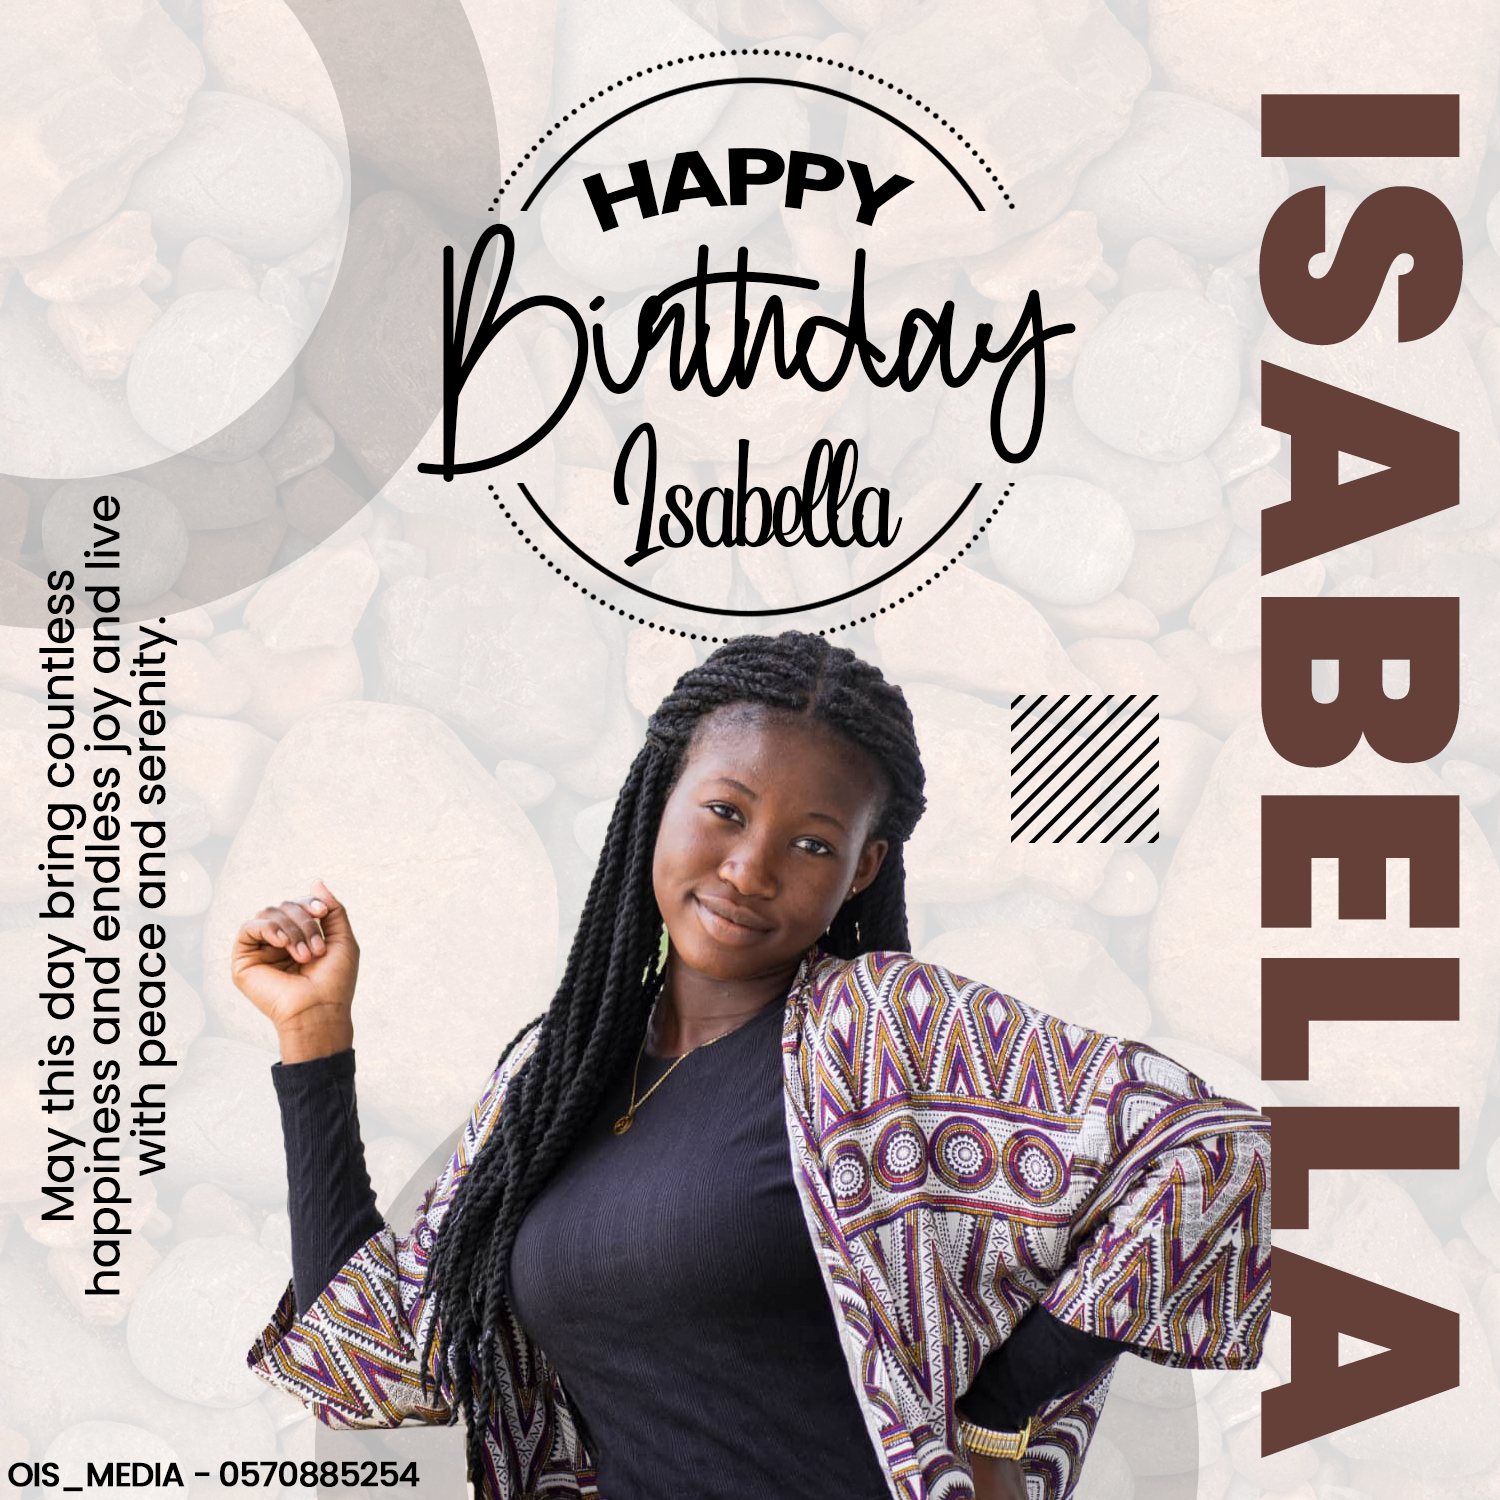 HAPPY
Birthday
Isabella
ISABELLA
May this day bring countless
happiness and endless joy and live
with peace and serenity.
OIS_MEDIA - 0570885254